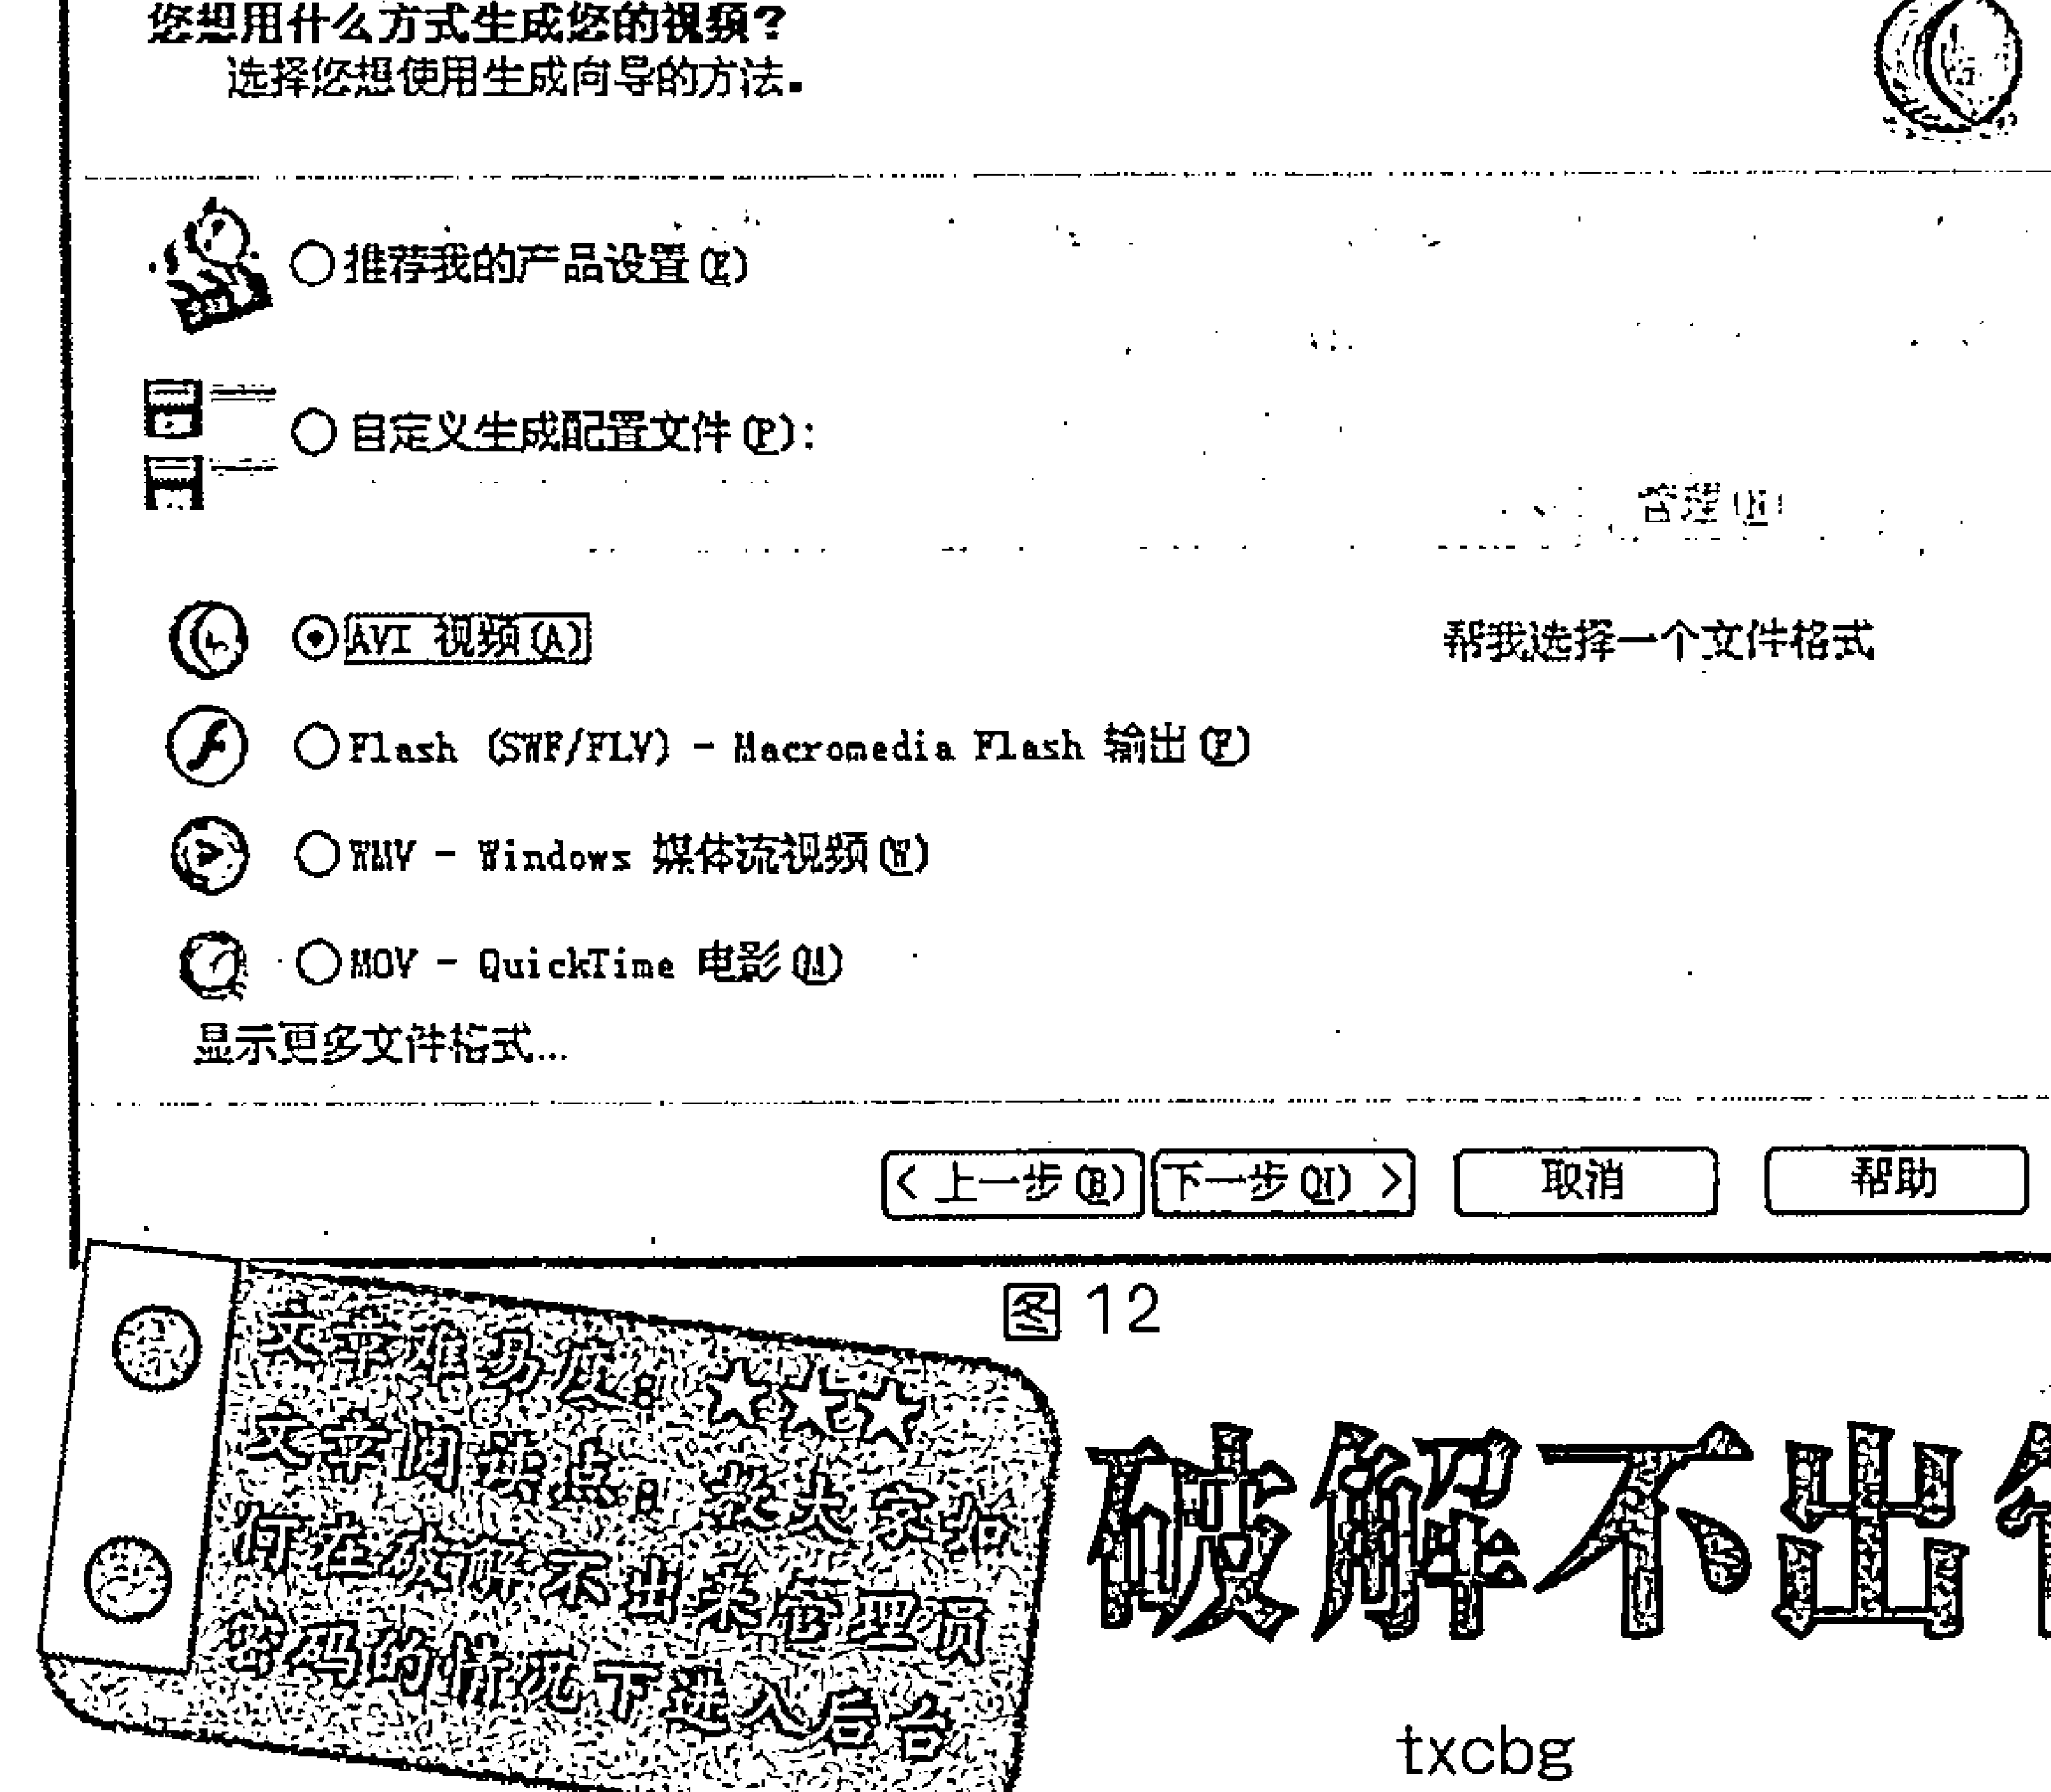 您想用什么方式生成您的视频?
选择您想使用生成向导的方法.
推荐我的产品设置(E)
自定义生成配置文件(P):
管理(M)
AVI 视频(A)
帮我选择一个文件格式
Flash (SWF/FLV) - Macromedia Flash 输出(F)
WMV - Windows 媒体流视频(W)
MOV - QuickTime 电影(M)
显示更多文件格式...
< 上一步(B)
下一步(N) >
取消
帮助
图 12
文章难易度:☆☆☆
文章阅读点:教大家如
何在破解不出来管理员
密码的情况下进入后台
破解不出
txcbg